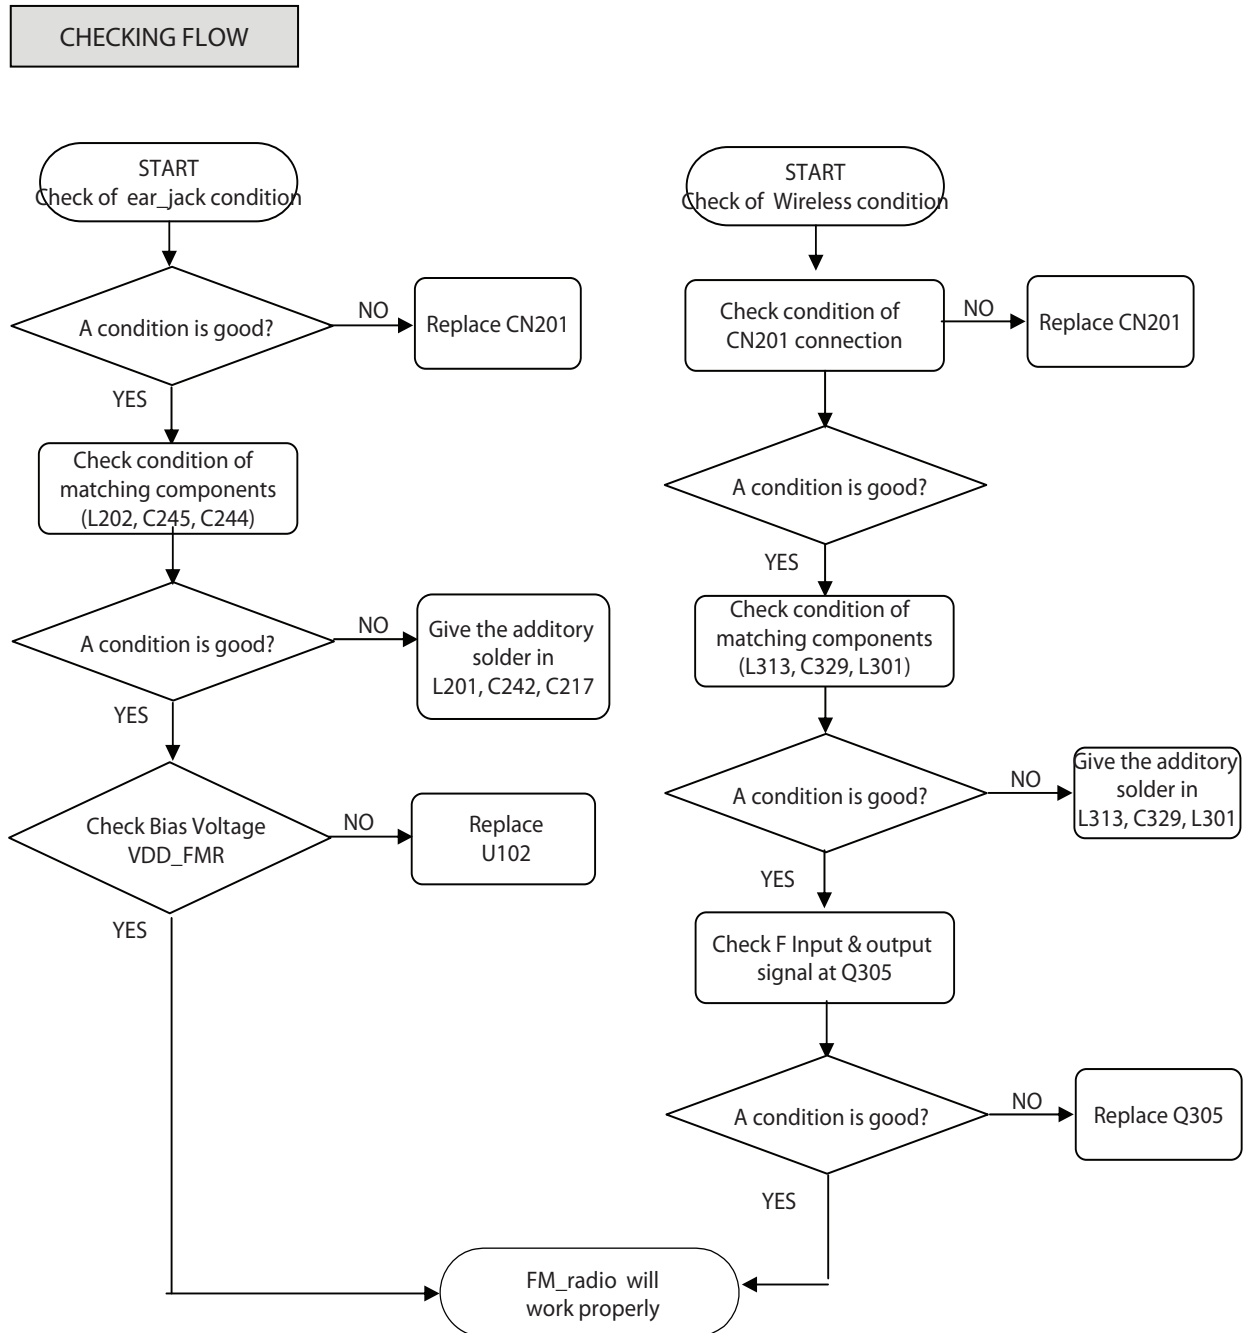 CHECKING FLOW
START
Check of ear_jack condition
A condition is good?
NO
Replace CN201
YES
Check condition of
matching components
(L202, C245, C244)
A condition is good?
NO
Give the additory
solder in
L201, C242, C217
YES
Check Bias Voltage
VDD_FMR
NO
Replace
U102
YES
START
Check of Wireless condition
Check condition of
CN201 connection
NO
Replace CN201
A condition is good?
YES
Check condition of
matching components
(L313, C329, L301)
A condition is good?
NO
Give the additory
solder in
L313, C329, L301
YES
Check F Input & output
signal at Q305
A condition is good?
NO
Replace Q305
YES
FM_radio will
work properly